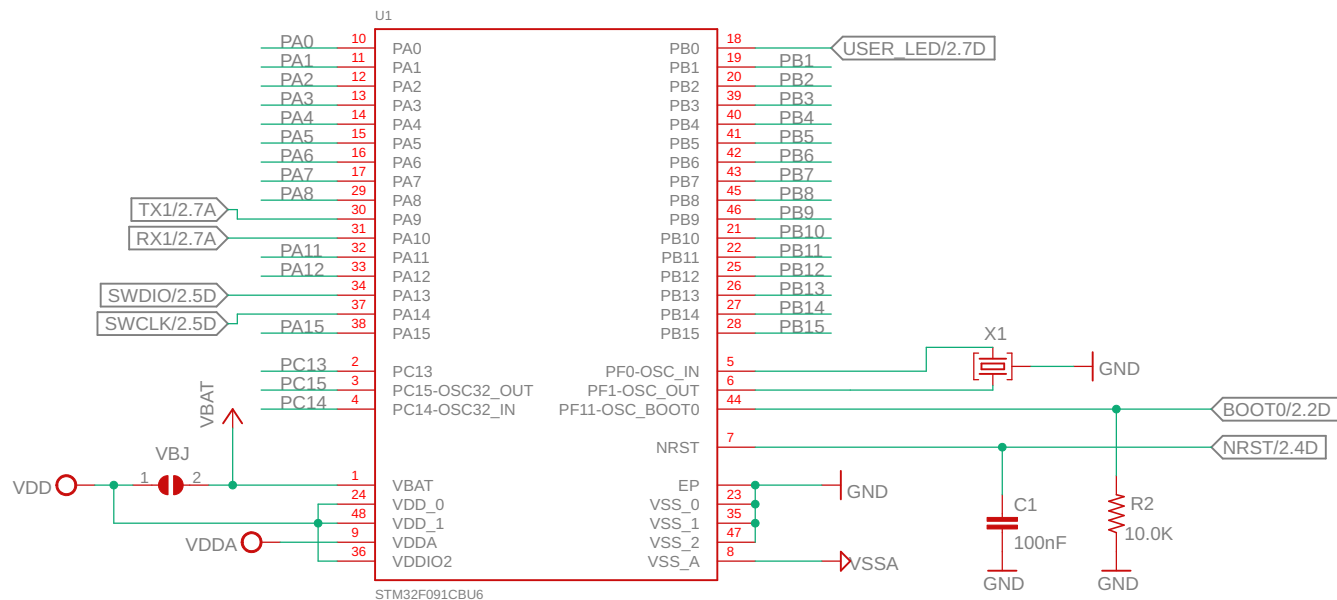 U1
PA0 10 PA0 PB0 18 USER_LED/2.7D
PA1 11 PA1 PB1 19 PB1
PA2 12 PA2 PB2 20 PB2
PA3 13 PA3 PB3 39 PB3
PA4 14 PA4 PB4 40 PB4
PA5 15 PA5 PB5 41 PB5
PA6 16 PA6 PB6 42 PB6
PA7 17 PA7 PB7 43 PB7
PA8 29 PA8 PB8 45 PB8
TX1/2.7A 30 PA9 PB9 46 PB9
RX1/2.7A 31 PA10 PB10 21 PB10
PA11 32 PA11 PB11 22 PB11
PA12 33 PA12 PB12 25 PB12
SWDIO/2.5D 34 PA13 PB13 26 PB13
SWCLK/2.5D 37 PA14 PB14 27 PB14
PA15 38 PA15 PB15 28 PB15
X1
PC13 2 PC13 PF0-OSC_IN 5 GND
PC15 3 PC15-OSC32_OUT PF1-OSC_OUT 6
PC14 4 PC14-OSC32_IN PF11-OSC_BOOT0 44 BOOT0/2.2D
VBAT
NRST 7 NRST/2.4D
VBJ
VDD 1 2 1 VBAT EP GND
24 VDD_0 VSS_0 23
48 VDD_1 VSS_1 35
VDDA 9 VDDA VSS_2 47
36 VDDIO2 VSS_A 8 VSSA
C1
100nF
GND
R2
10.0K
GND
STM32F091CBU6